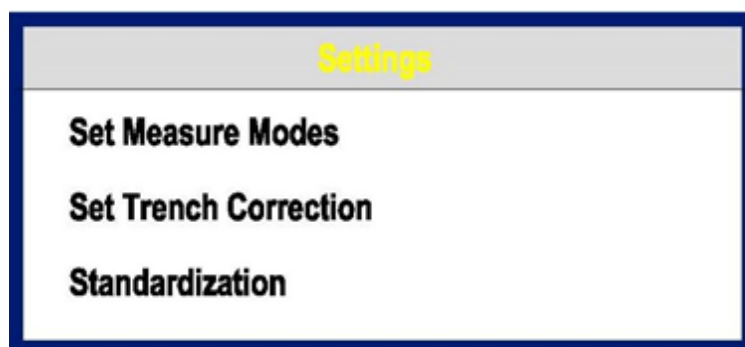 Settings
Set Measure Modes
Set Trench Correction
Standardization